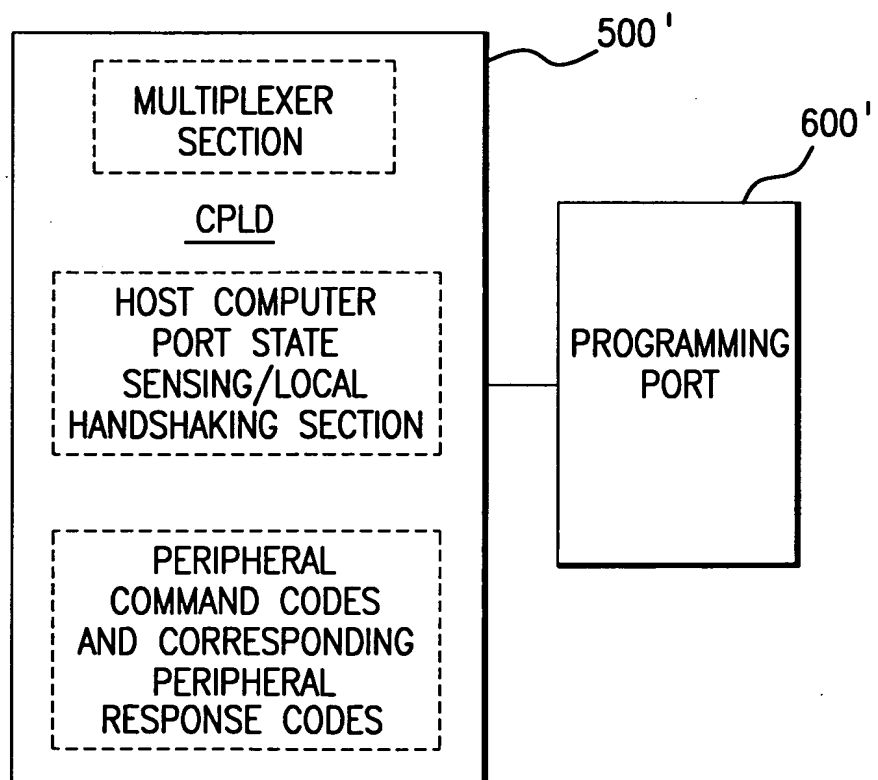 500'
MULTIPLEXER
SECTION
600'
CPLD
HOST COMPUTER
PORT STATE
SENSING/LOCAL
HANDSHAKING SECTION
PROGRAMMING
PORT
PERIPHERAL
COMMAND CODES
AND CORRESPONDING
PERIPHERAL
RESPONSE CODES